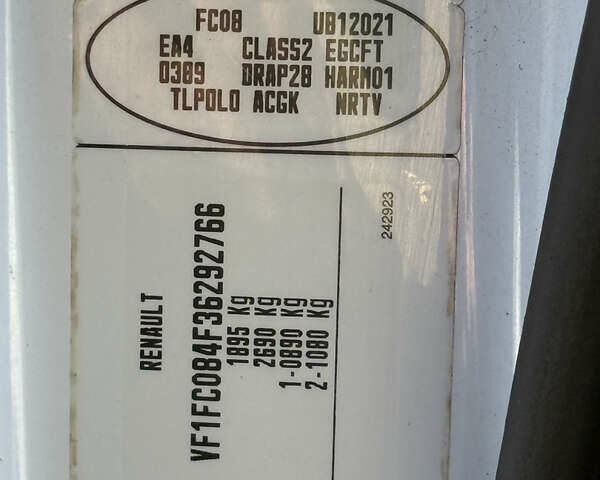 FC08 UB12021
EA4 CLASS2 EGCFT
0389 DRAP28 HARM01
TLPOLO ACGK NRTV
RENAULT
VF1FC0B4F36292766
1895 Kg
2690 Kg
1-0890 Kg
2-1080 Kg
242923